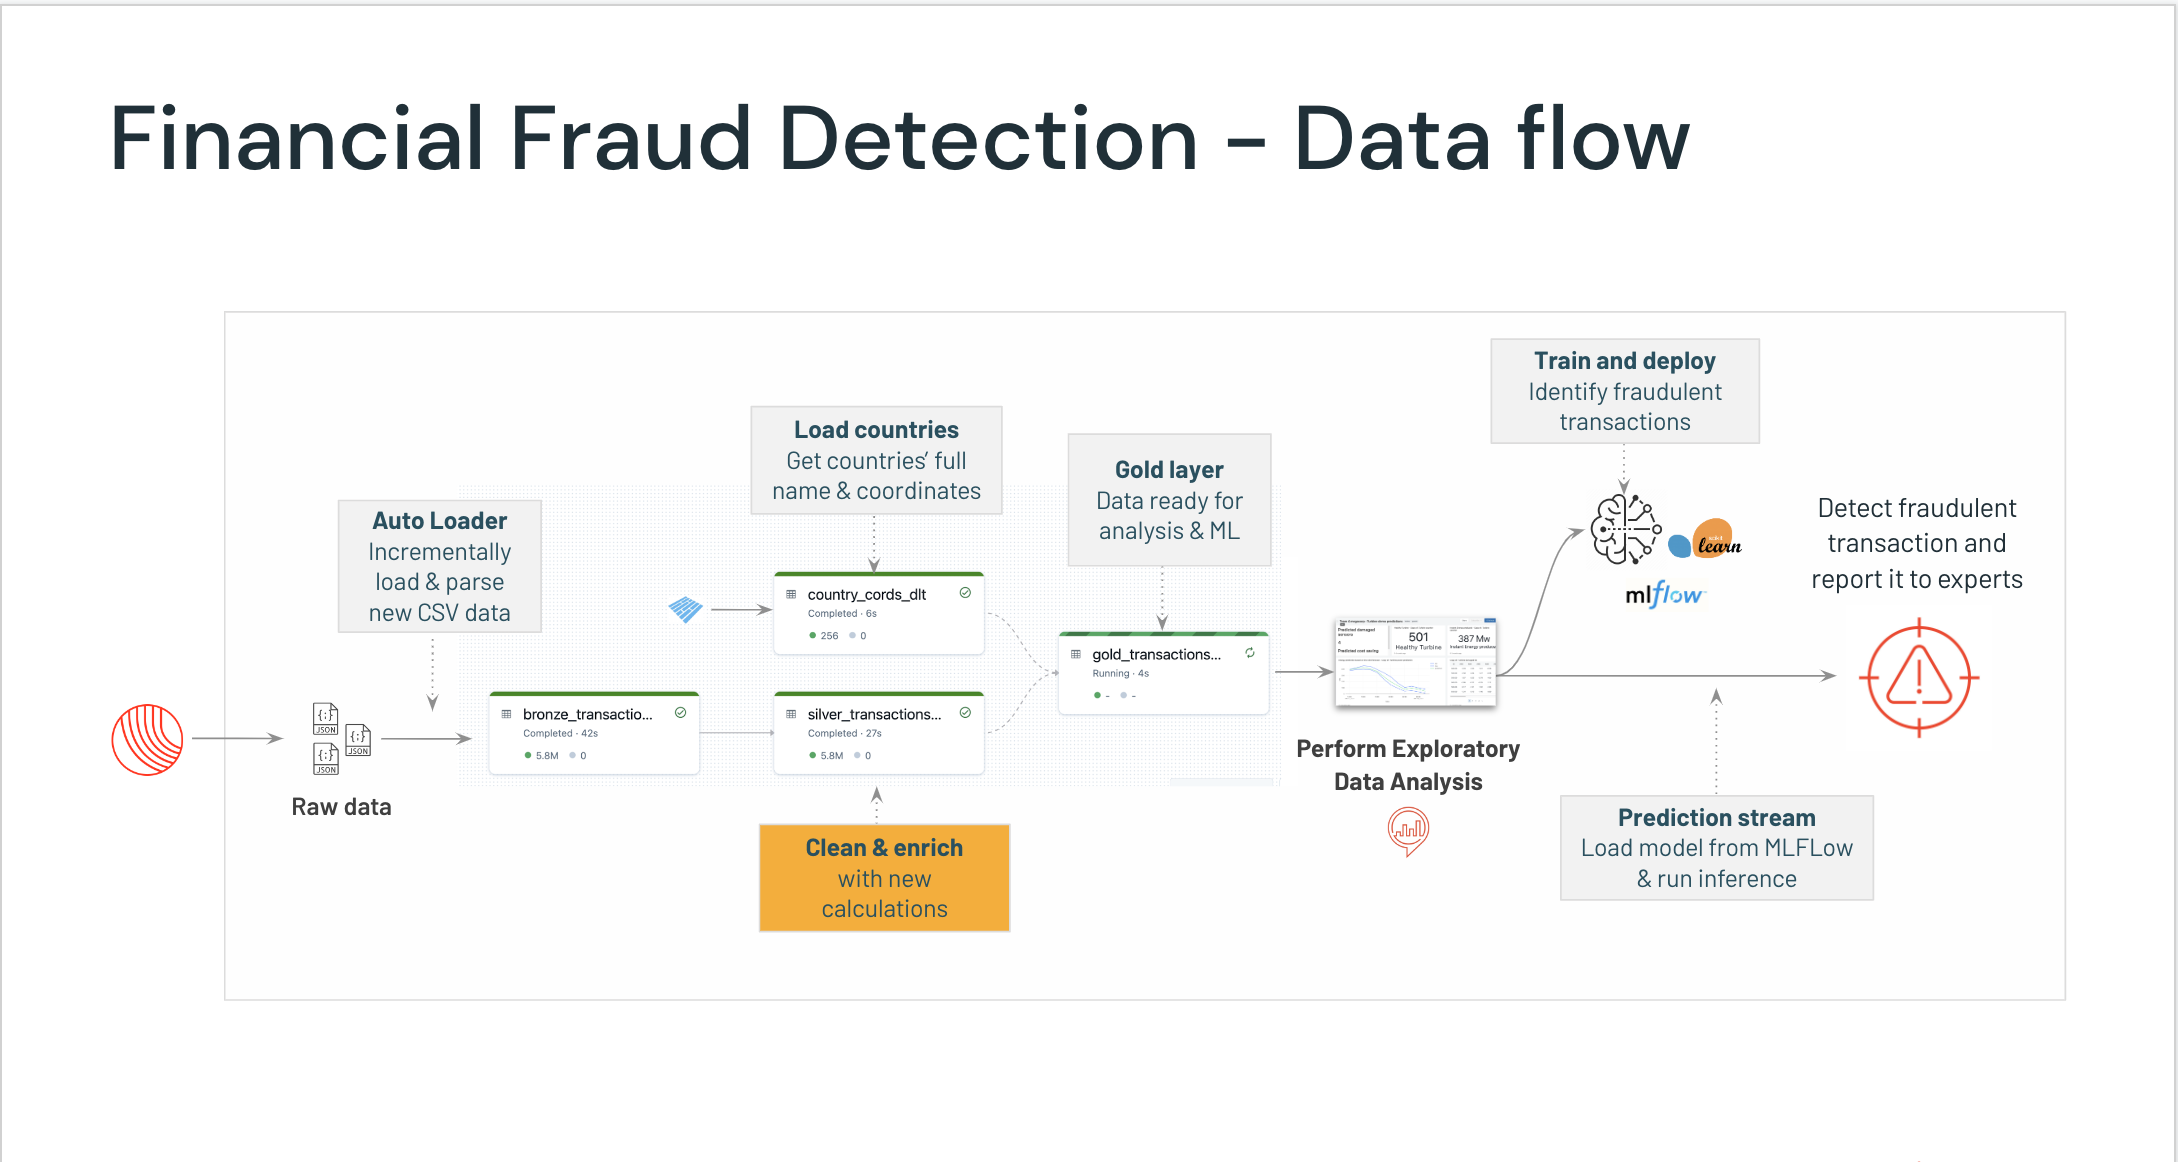 Financial Fraud Detection - Data flow
Train and deploy
Identify fraudulent
transactions
Load countries
Get countries’ full
name & coordinates
Gold layer
Data ready for
analysis & ML
Auto Loader
Incrementally
load & parse
new CSV data
Detect fraudulent
transaction and
report it to experts
scikit
learn
mlflow
country_cords_dlt
Completed · 6s
256 0
gold_transactions...
Running · 4s
- -
501
Healthy Turbine
387 Mw
bronze_transactio...
Completed · 42s
5.8M 0
silver_transactions...
Completed · 27s
5.8M 0
{;}
JSON
{;}
JSON
{;}
JSON
Raw data
Perform Exploratory
Data Analysis
Clean & enrich
with new
calculations
Prediction stream
Load model from MLFLow
& run inference